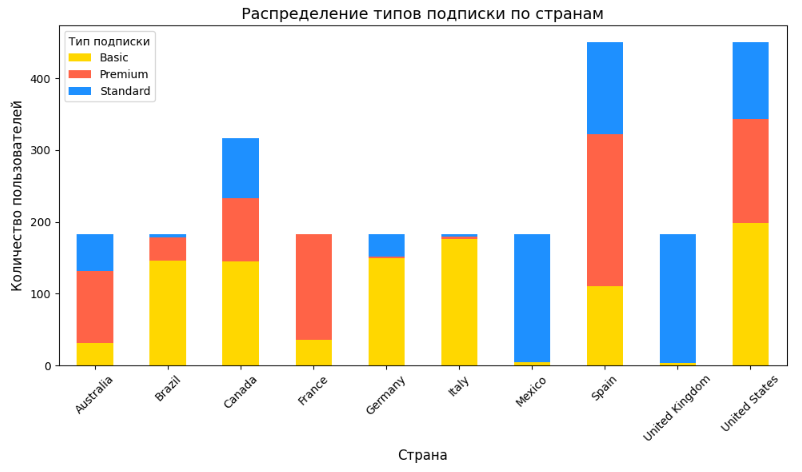 Распределение типов подписки по странам
Тип подписки
Basic
Premium
Standard
Количество пользователей
400
300
200
100
0
Australia
Brazil
Canada
France
Germany
Italy
Mexico
Spain
United Kingdom
United States
Страна